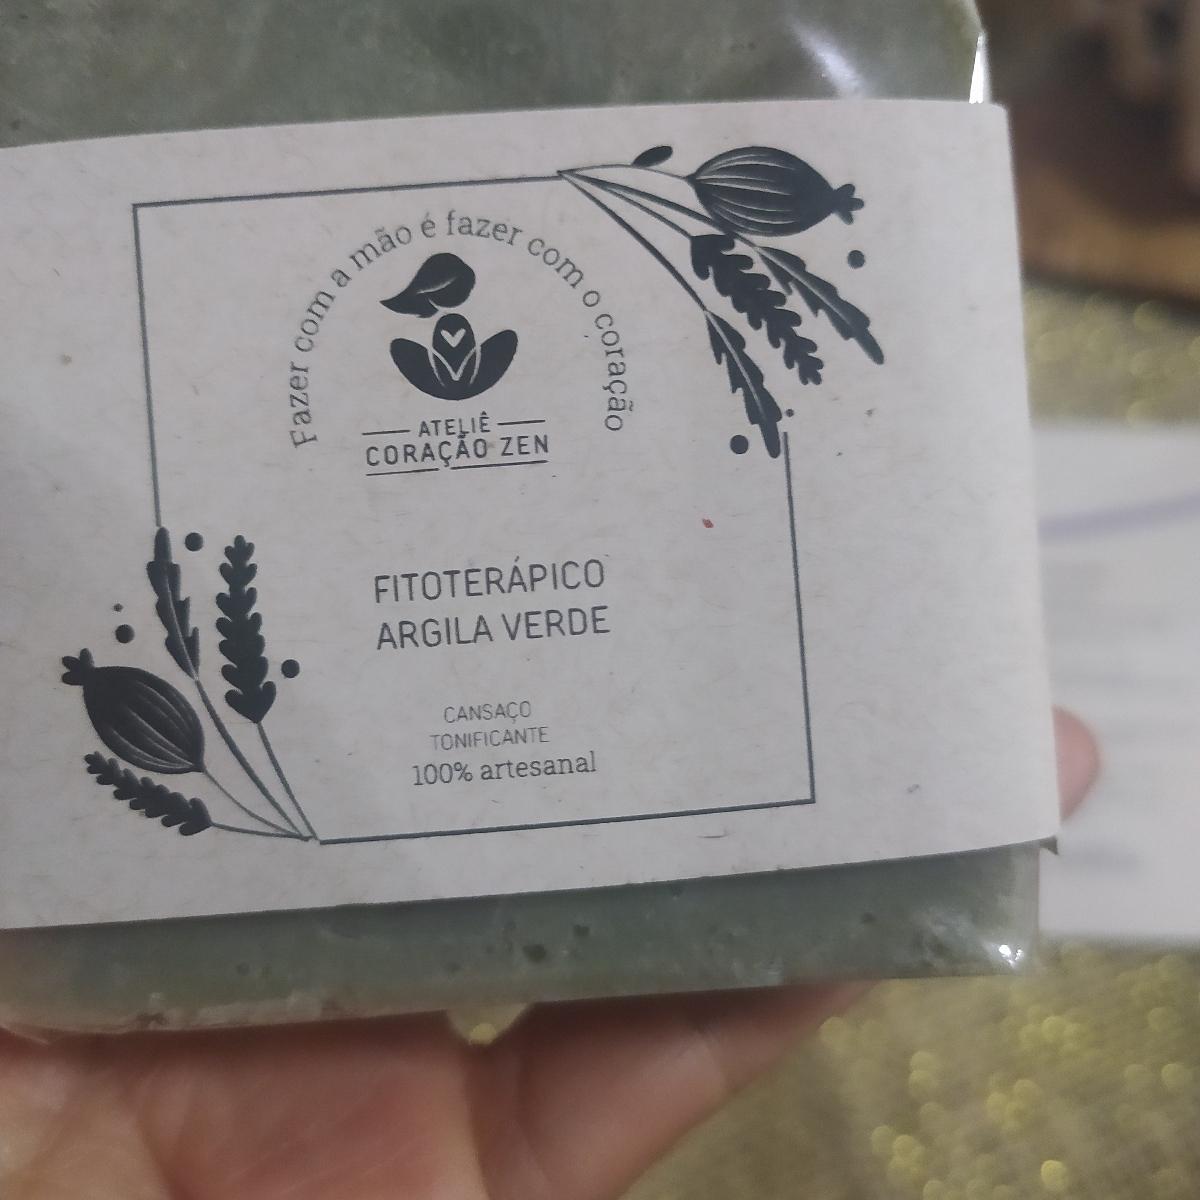 Fazer com a mão é fazer com o coração
ATELIÊ
CORAÇÃO ZEN
FITOTERÁPICO
ARGILA VERDE
CANSAÇO
TONIFICANTE
100% artesanal